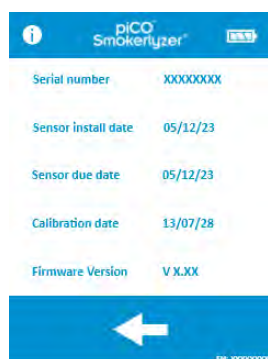 piCO
Smokerlyzer®
Serial number XXXXXXXX
Sensor install date 05/12/23
Sensor due date 05/12/23
Calibration date 13/07/28
Firmware Version V X.XX